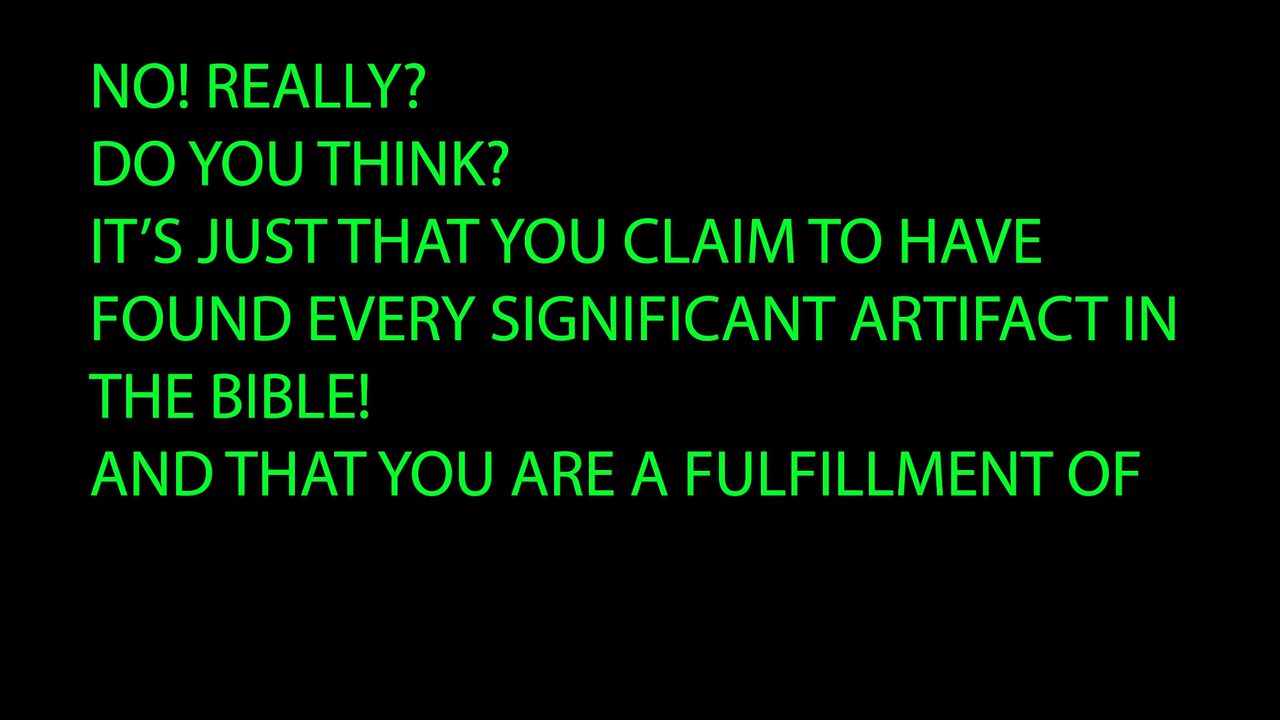 NO! REALLY?
DO YOU THINK?
IT’S JUST THAT YOU CLAIM TO HAVE
FOUND EVERY SIGNIFICANT ARTIFACT IN
THE BIBLE!
AND THAT YOU ARE A FULFILLMENT OF